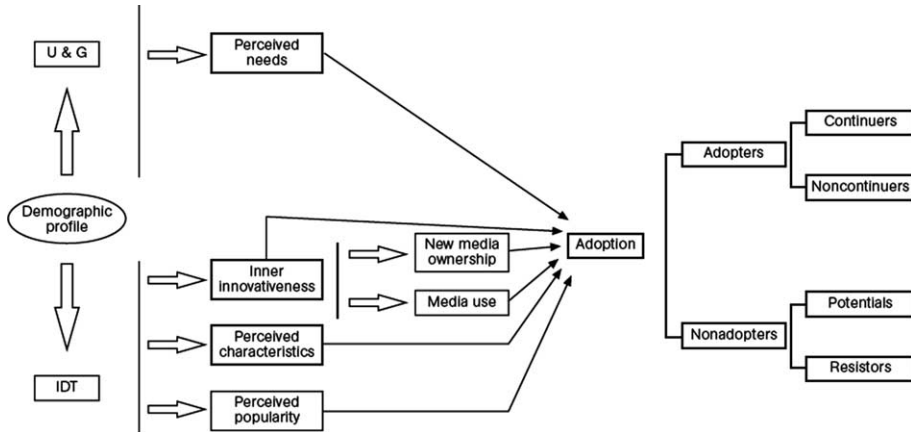 U & G
Perceived
needs
Continuers
Adopters
Noncontinuers
Demographic
profile
New media
ownership
Adoption
Inner
innovativeness
Media use
Potentials
Perceived
characteristics
Nonadopters
Resistors
IDT
Perceived
popularity